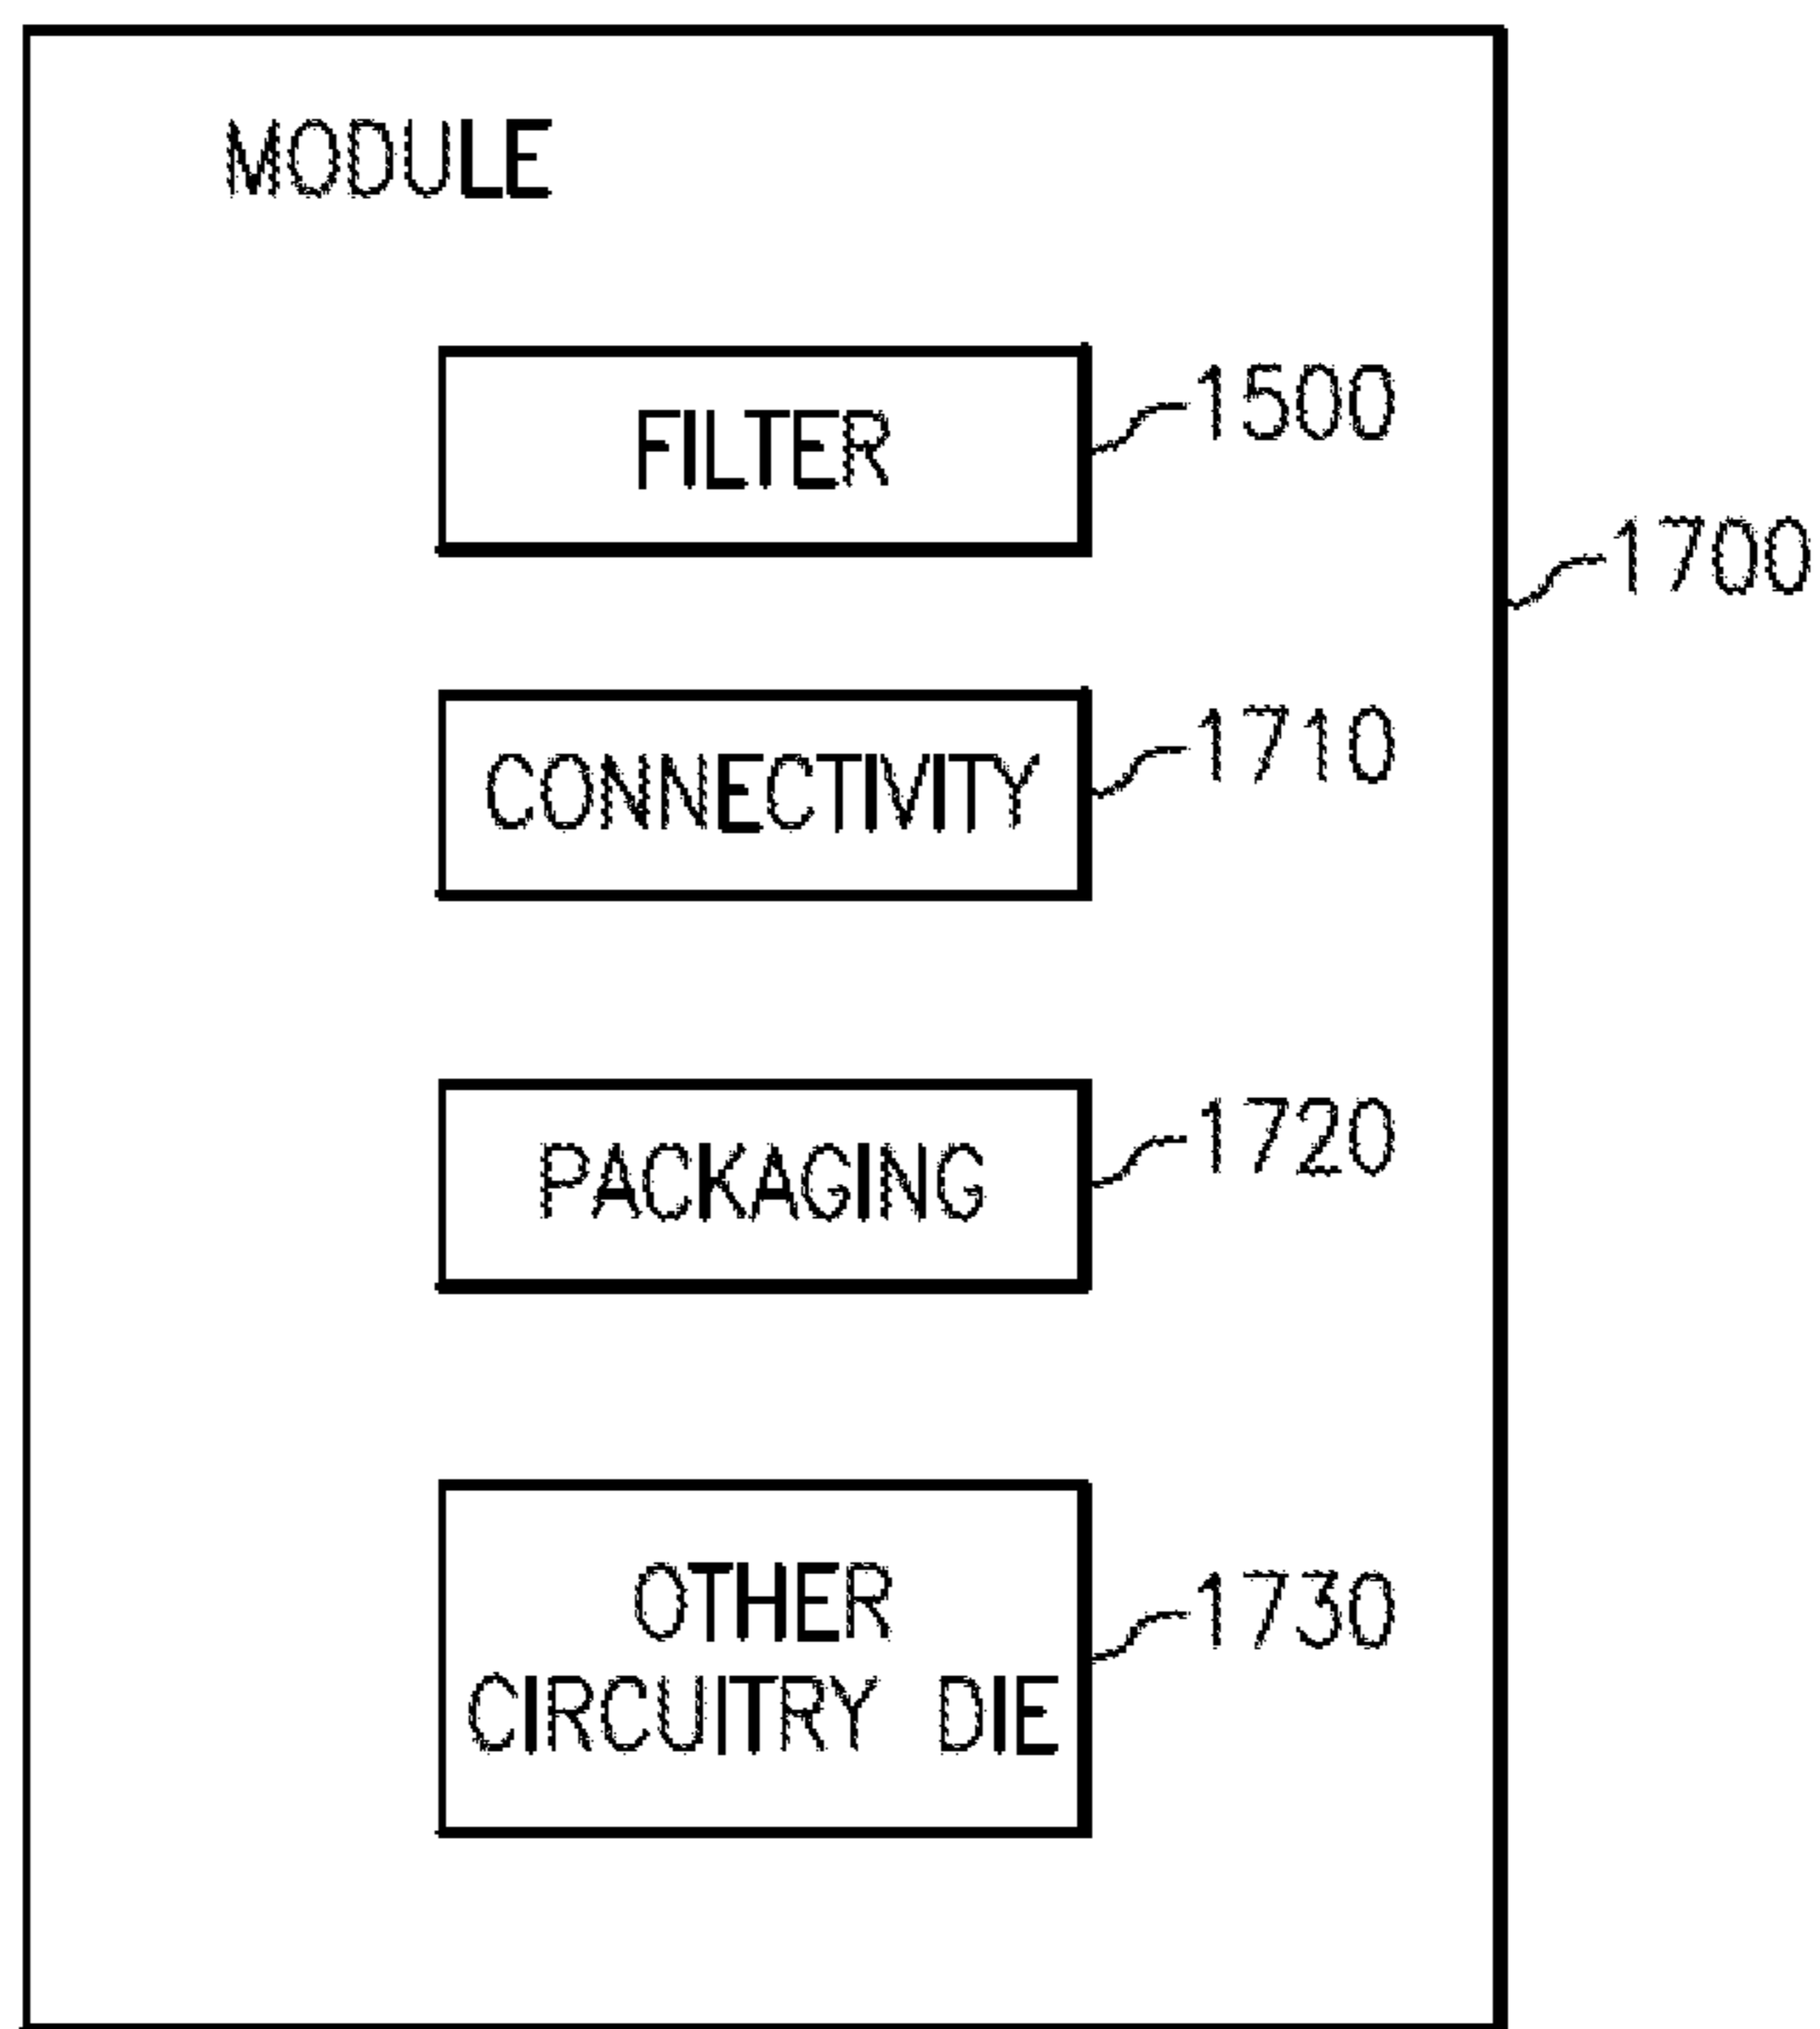 MODULE
FILTER
1500
1700
CONNECTIVITY
1710
PACKAGING
1720
OTHER
CIRCUITRY DIE
1730